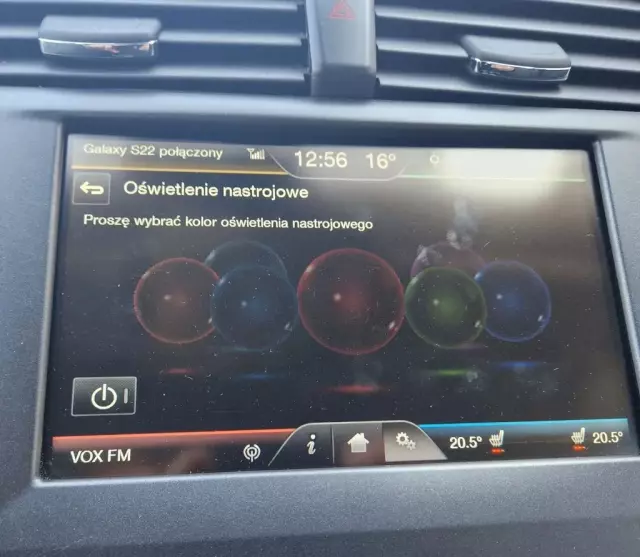 Galaxy S22 połączony 12:56 16°
Oświetlenie nastrojowe
Proszę wybrać kolor oświetlenia nastrojowego
VOX FM i 20.5° 20.5°